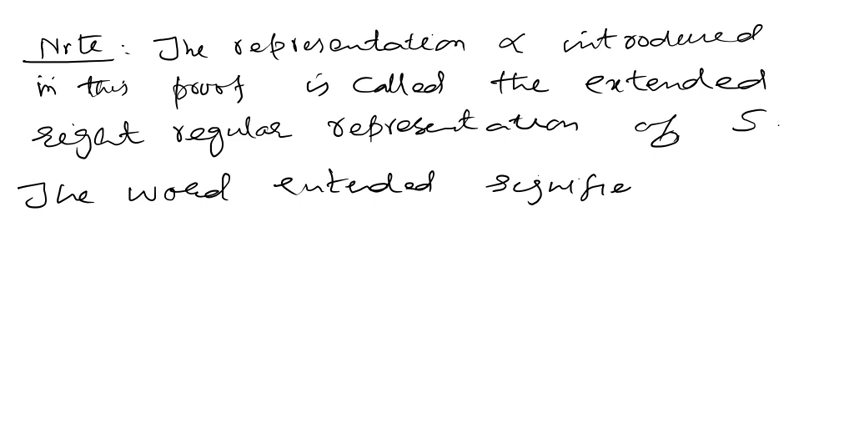 Note: The representation α introduced
in this proof is called the extended
right regular representation of S.
The word extended signifie